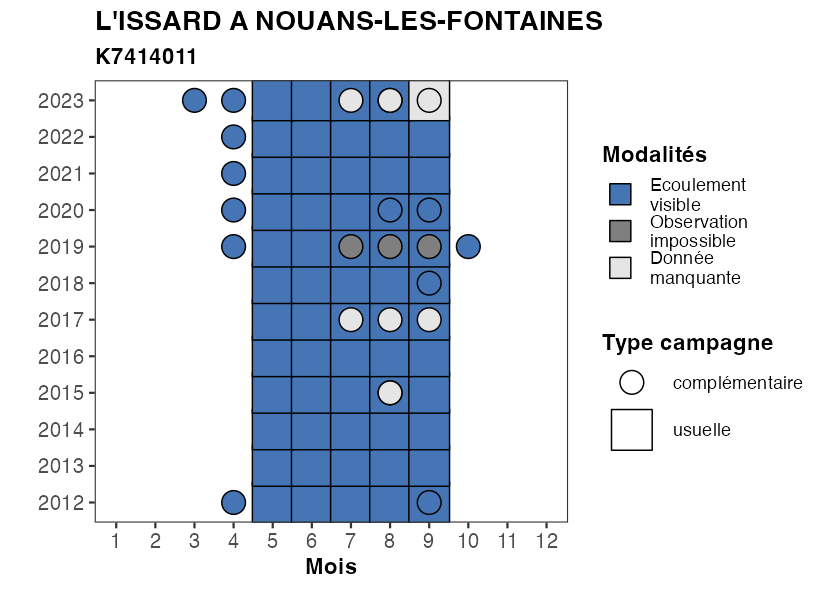 L'ISSARD A NOUANS-LES-FONTAINES
K7414011
2023
2022
2021
2020
2019
2018
2017
2016
2015
2014
2013
2012
1 2 3 4 5 6 7 8 9 10 11 12
Mois
Modalités
Ecoulement
visible
Observation
impossible
Donnée
manquante
Type campagne
complémentaire
usuelle